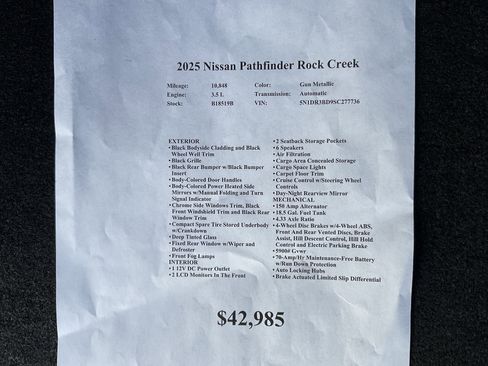 2025 Nissan Pathfinder Rock Creek
Mileage: 10,848 Color: Gun Metallic
Engine: 3.5 L Transmission: Automatic
Stock: B18519B VIN: 5N1DR3BD9SC277736
EXTERIOR
• Black Bodyside Cladding and Black
Wheel Well Trim
• Black Grille
• Black Rear Bumper w/Black Bumper
Insert
• Body-Colored Door Handles
• Body-Colored Power Heated Side
Mirrors w/Manual Folding and Turn
Signal Indicator
• Chrome Side Windows Trim, Black
Front Windshield Trim and Black Rear
Window Trim
• Compact Spare Tire Stored Underbody
w/Crankdown
• Deep Tinted Glass
• Fixed Rear Window w/Wiper and
Defroster
• Front Fog Lamps
INTERIOR
• 1 12V DC Power Outlet
• 2 LCD Monitors In The Front
• 2 Seatback Storage Pockets
• 6 Speakers
• Air Filtration
• Cargo Area Concealed Storage
• Cargo Space Lights
• Carpet Floor Trim
• Cruise Control w/Steering Wheel
Controls
• Day-Night Rearview Mirror
MECHANICAL
• 150 Amp Alternator
• 18.5 Gal. Fuel Tank
• 4.33 Axle Ratio
• 4-Wheel Disc Brakes w/4-Wheel ABS,
Front And Rear Vented Discs, Brake
Assist, Hill Descent Control, Hill Hold
Control and Electric Parking Brake
• 5900# Gvwr
• 70-Amp/Hr Maintenance-Free Battery
w/Run Down Protection
• Auto Locking Hubs
• Brake Actuated Limited Slip Differential
$42,985